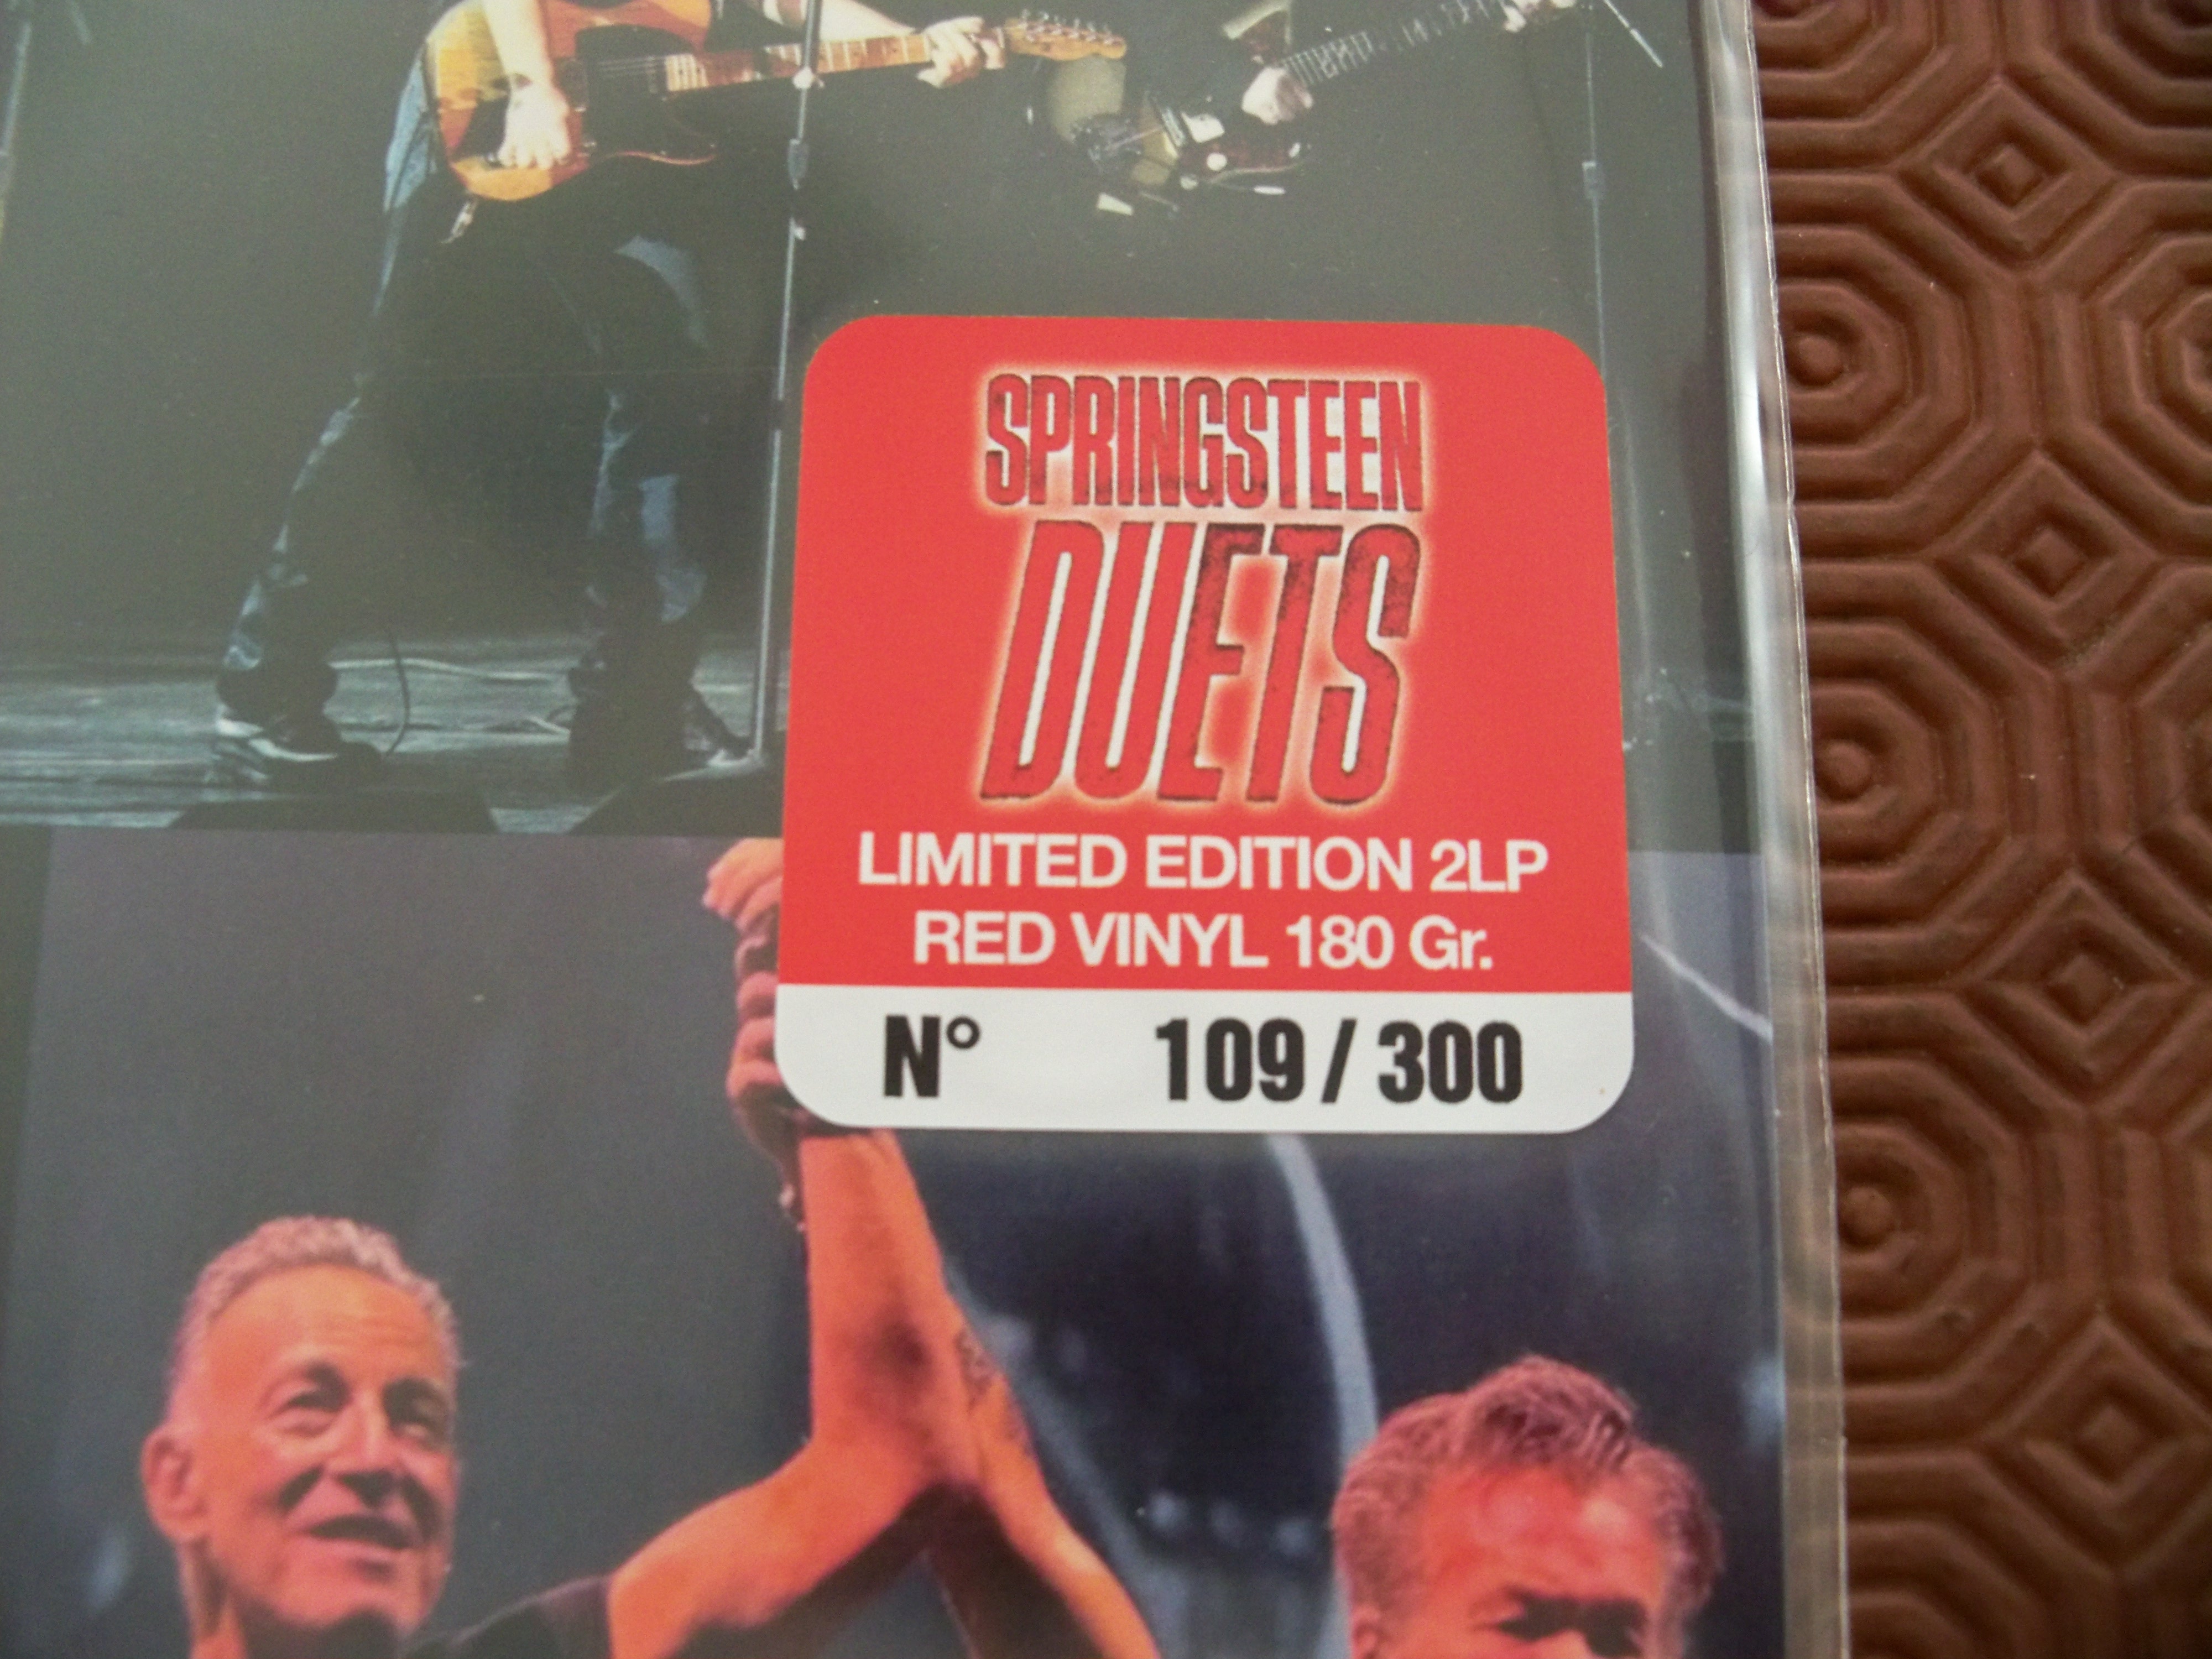 SPRINGSTEEN
DUETS
LIMITED EDITION 2LP
RED VINYL 180 Gr.
N° 109 / 300